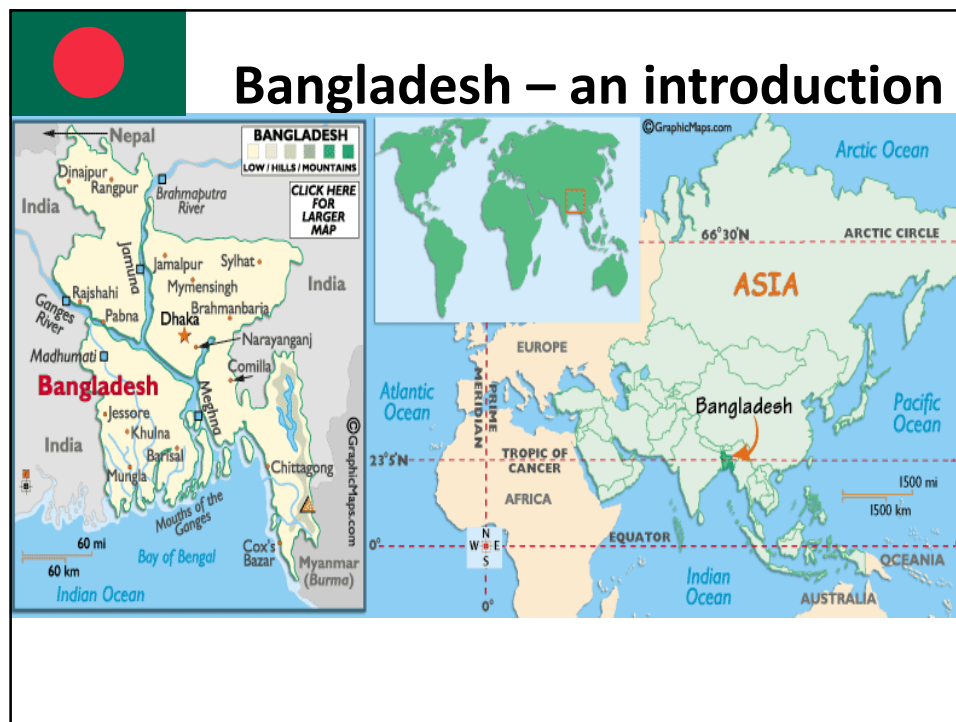 Bangladesh – an introduction
Nepal
BANGLADESH
LOW / HILLS / MOUNTAINS
CLICK HERE
FOR
LARGER
MAP
Dinajpur
Rangpur
Brahmaputra
River
India
Jamuna
Jamalpur
Sylhat
Mymensingh
India
Rajshahi
Brahmanbaria
Ganges
River
Pabna
Dhaka
Narayanganj
Madhumati
Comilla
Bangladesh
Meghna
Jessore
India
Khulna
Barisal
Mungla
Chittagong
Mouths of the
Ganges
60 mi
60 km
Bay of Bengal
Cox's
Bazar
Myanmar
(Burma)
Indian Ocean
©GraphicMaps.com
©GraphicMaps.com
Arctic Ocean
66°30'N
ARCTIC CIRCLE
ASIA
EUROPE
Atlantic
Ocean
PRIME
MERIDIAN
Bangladesh
Pacific
Ocean
23°5'N
TROPIC OF
CANCER
AFRICA
1500 mi
1500 km
N
W E
S
0°
EQUATOR
OCEANIA
Indian
Ocean
AUSTRALIA
0°